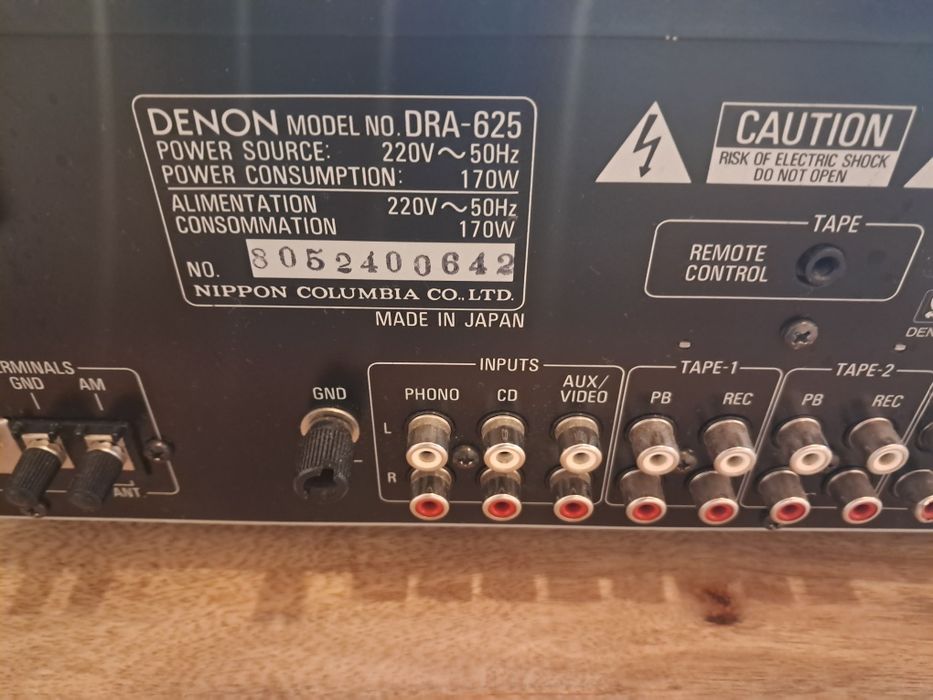 DENON MODEL NO. DRA-625
POWER SOURCE: 220V～50Hz
POWER CONSUMPTION: 170W
ALIMENTATION 220V～50Hz
CONSOMMATION 170W
NO. 8052400642
NIPPON COLUMBIA CO., LTD.
MADE IN JAPAN
CAUTION
RISK OF ELECTRIC SHOCK
DO NOT OPEN
TAPE
REMOTE
CONTROL
GND AM
ANT.
GND
INPUTS
PHONO CD AUX/
VIDEO
L
R
TAPE-1
PB REC
TAPE-2
PB REC